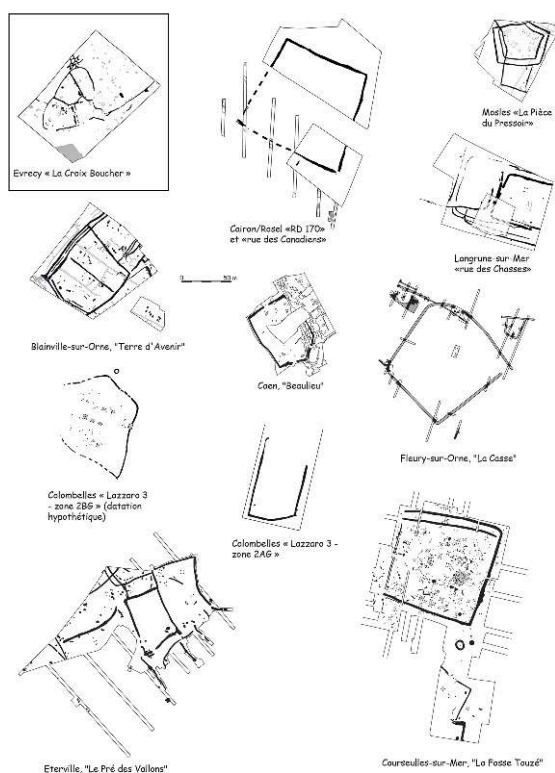 Evrecy « La Croix Boucher »
Cairon/Rosel «RD 170»
et «rue des Canadiens»
Mosles «La Pièce
du Pressoir»
Langrune-sur-Mer
«rue des Chasses»
0 50 m
Blainville-sur-Orne, "Terre d'Avenir"
Caen, "Beaulieu"
Fleury-sur-Orne, "La Casse"
Colombelles « Lazzaro 3
- zone 2BG » (datation
hypothétique)
Colombelles « Lazzaro 3 -
zone 2AG »
Eterville, "Le Pré des Vallons"
Courseulles-sur-Mer, "La Fosse Touzé"